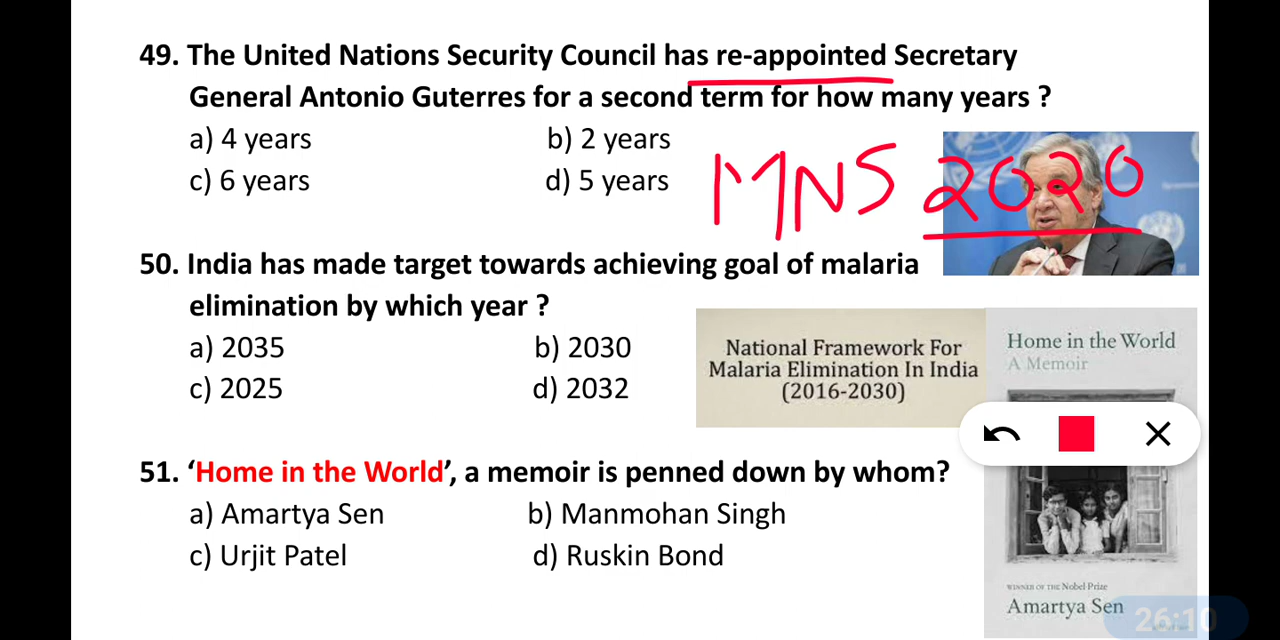 49. The United Nations Security Council has re-appointed Secretary
General Antonio Guterres for a second term for how many years ?
a) 4 years b) 2 years
c) 6 years d) 5 years
MNS 2020
50. India has made target towards achieving goal of malaria
elimination by which year ?
a) 2035 b) 2030
c) 2025 d) 2032
National Framework For
Malaria Elimination In India
(2016-2030)
Home in the World
A Memoir
51. ‘Home in the World’, a memoir is penned down by whom?
a) Amartya Sen b) Manmohan Singh
c) Urjit Patel d) Ruskin Bond
WINNER OF THE Nobel Prize
Amartya Sen
26:10